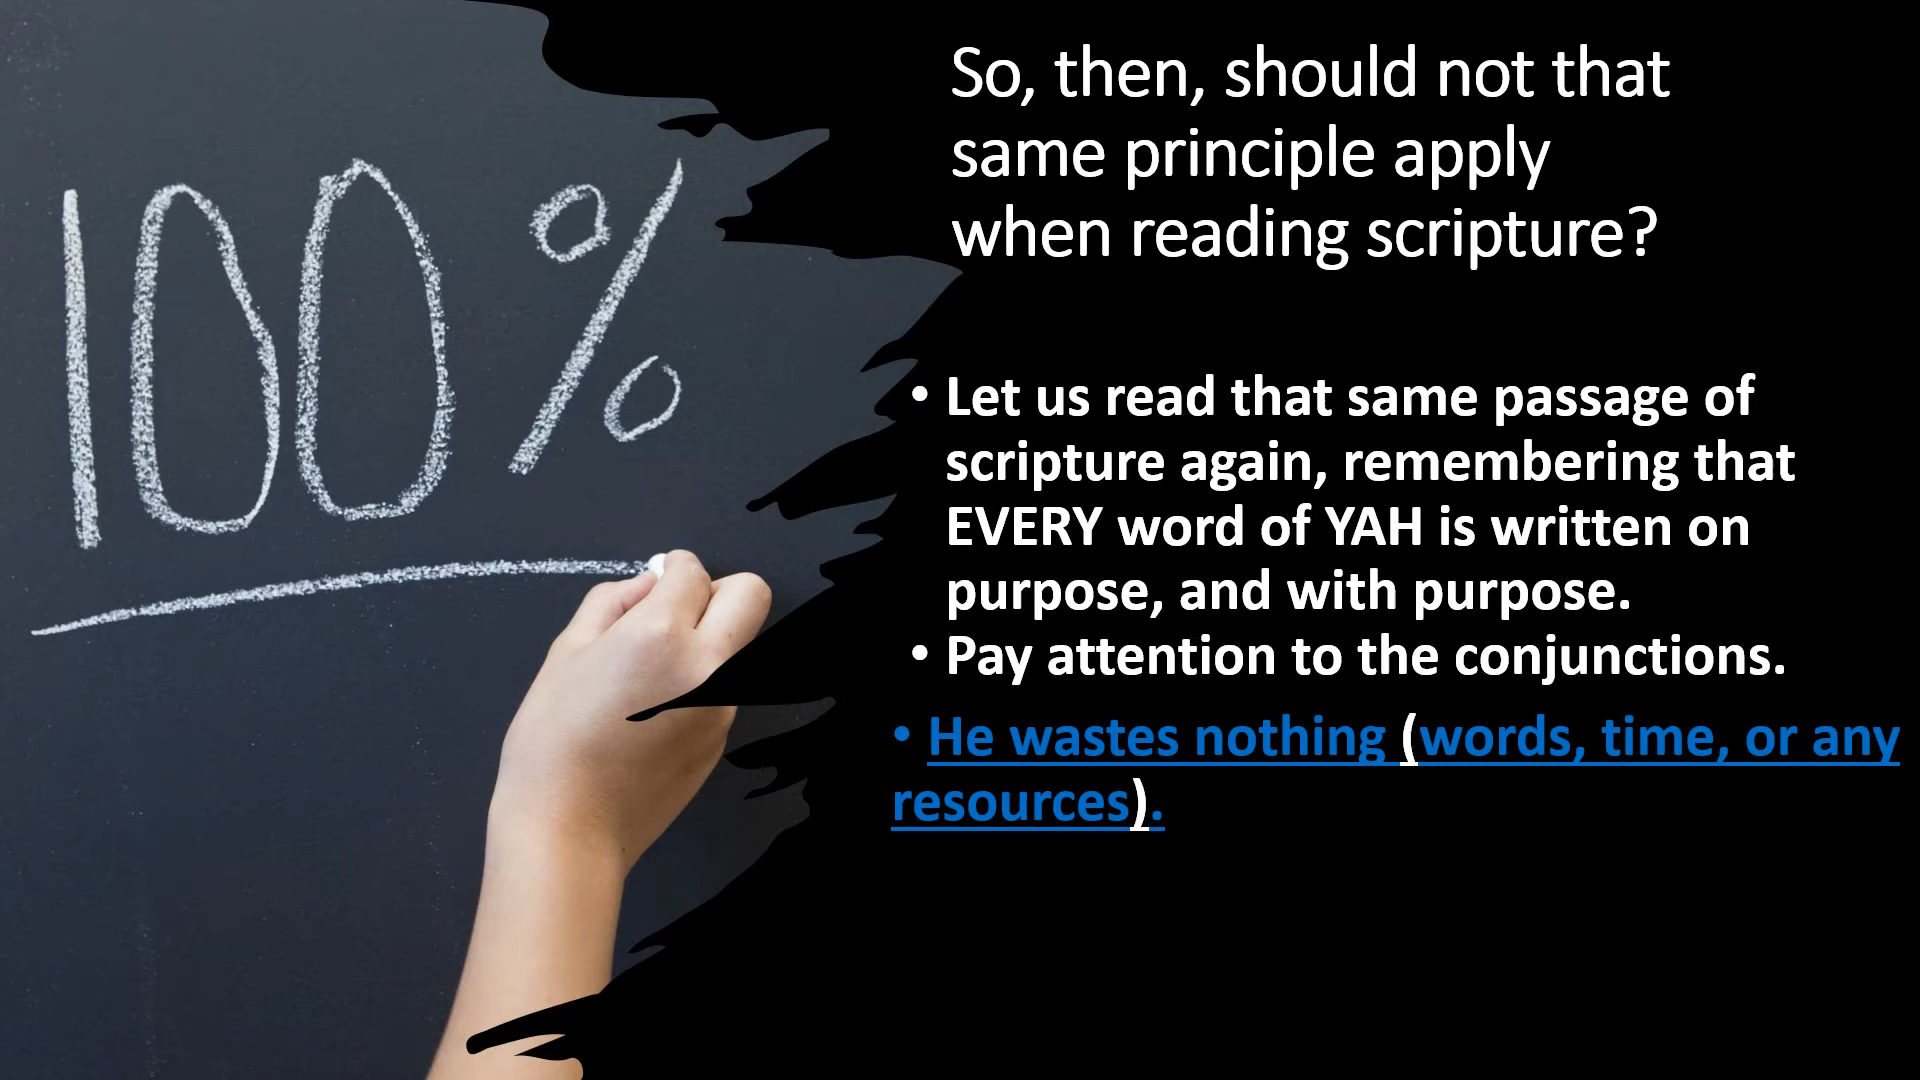 100%
So, then, should not that
same principle apply
when reading scripture?
• Let us read that same passage of
scripture again, remembering that
EVERY word of YAH is written on
purpose, and with purpose.
• Pay attention to the conjunctions.
• He wastes nothing (words, time, or any
resources).